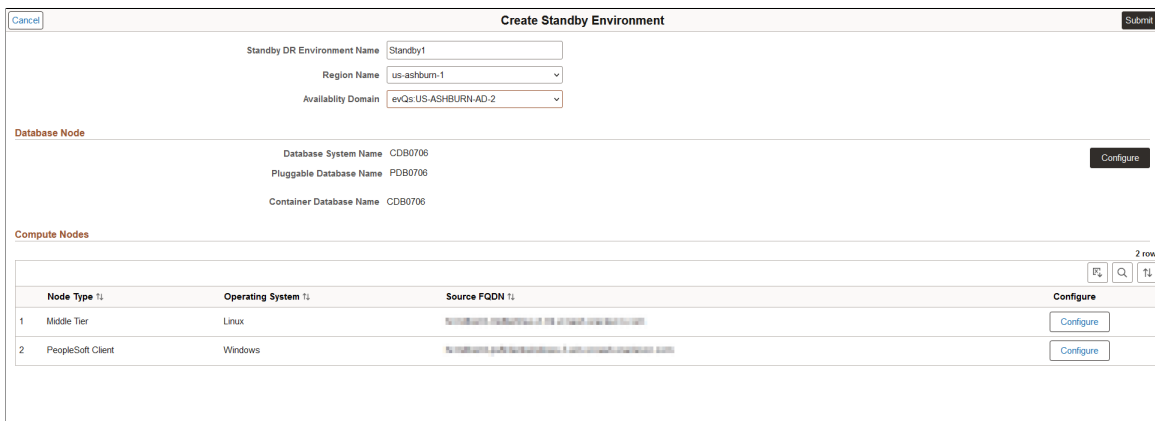 Cancel Create Standby Environment Submit
Standby DR Environment Name Standby1
Region Name us-ashburn-1
Availablity Domain evQs:US-ASHBURN-AD-2
Database Node
Database System Name CDB0706
Configure
Pluggable Database Name PDB0706
Container Database Name CDB0706
Compute Nodes
2 row
Node Type Operating System Source FQDN Configure
1 Middle Tier Linux Configure
2 PeopleSoft Client Windows Configure